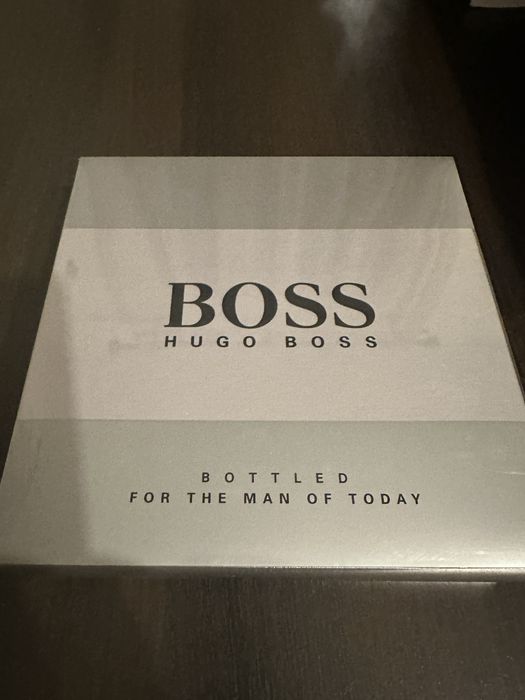 BOSS
HUGO BOSS
BOTTLED
FOR THE MAN OF TODAY